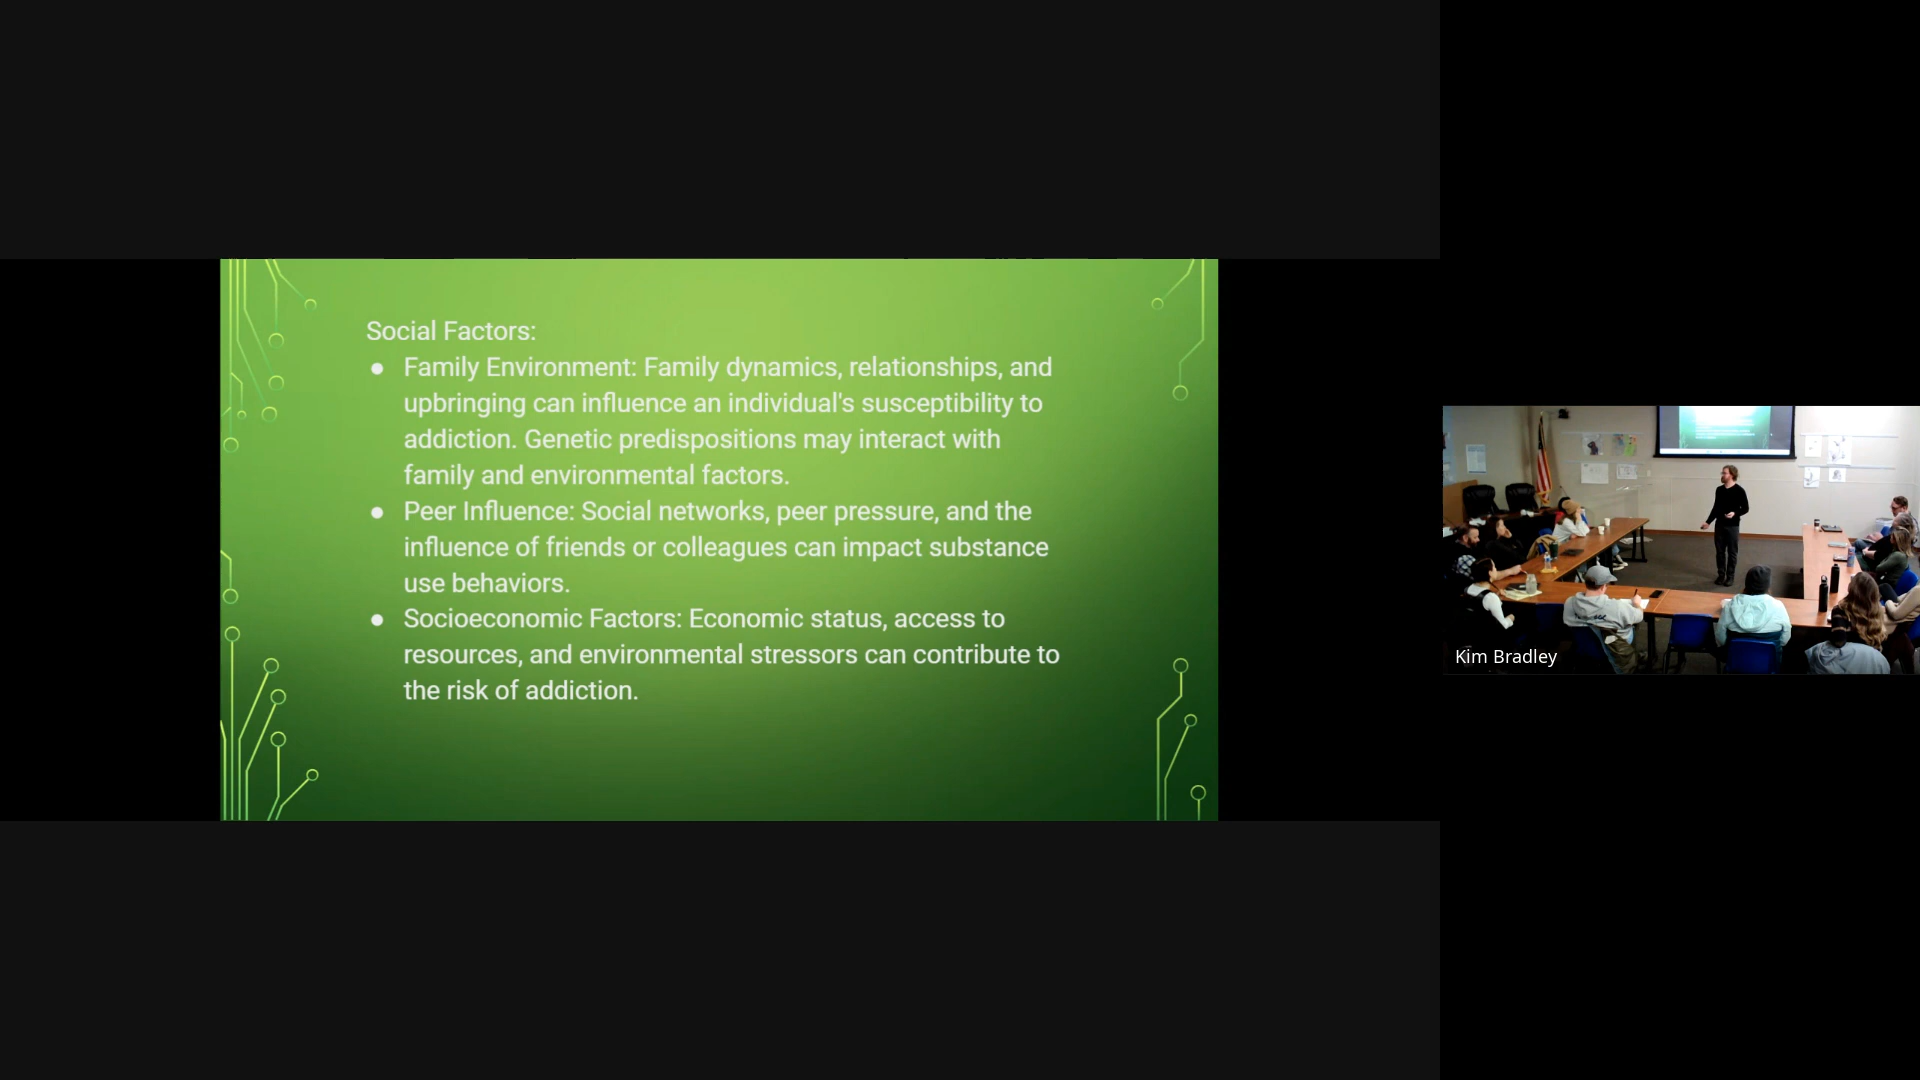 Social Factors:
● Family Environment: Family dynamics, relationships, and
upbringing can influence an individual's susceptibility to
addiction. Genetic predispositions may interact with
family and environmental factors.
● Peer Influence: Social networks, peer pressure, and the
influence of friends or colleagues can impact substance
use behaviors.
● Socioeconomic Factors: Economic status, access to
resources, and environmental stressors can contribute to
the risk of addiction.
Kim Bradley